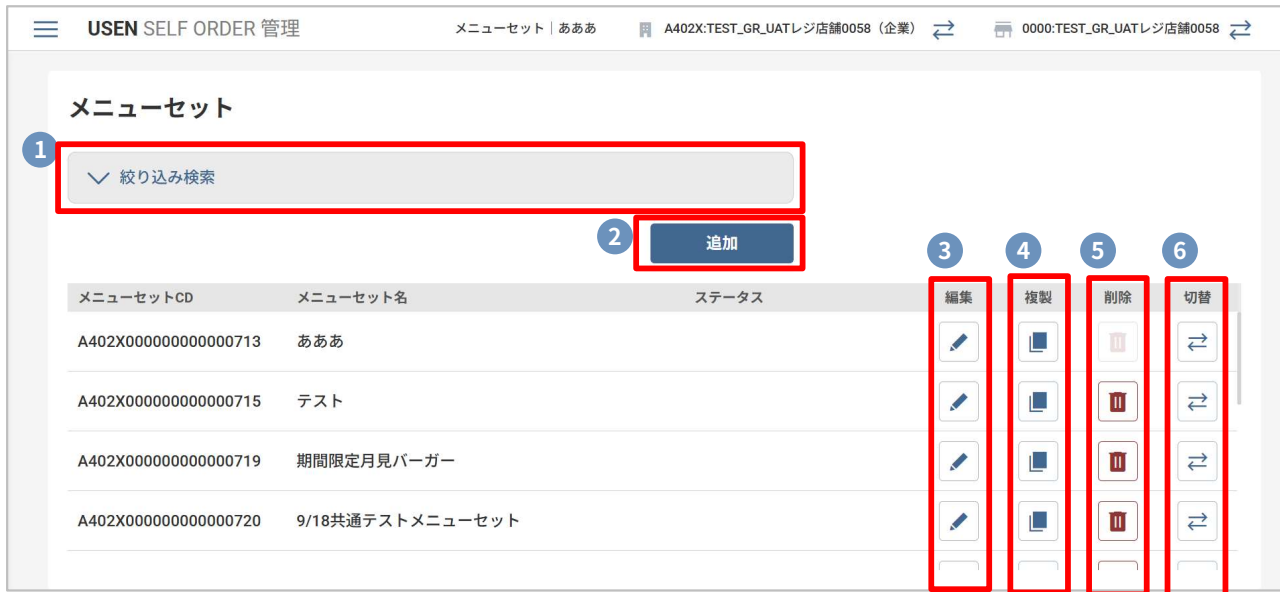 USEN SELF ORDER 管理 メニューセット｜あああ A402X:TEST_GR_UATレジ店舗0058（企業） 0000:TEST_GR_UATレジ店舗0058
メニューセット
1
絞り込み検索
2 追加
3 4 5 6
メニューセットCD メニューセット名 ステータス 編集 複製 削除 切替
A402X000000000000713 あああ
A402X000000000000715 テスト
A402X000000000000719 期間限定月見バーガー
A402X000000000000720 9/18共通テストメニューセット